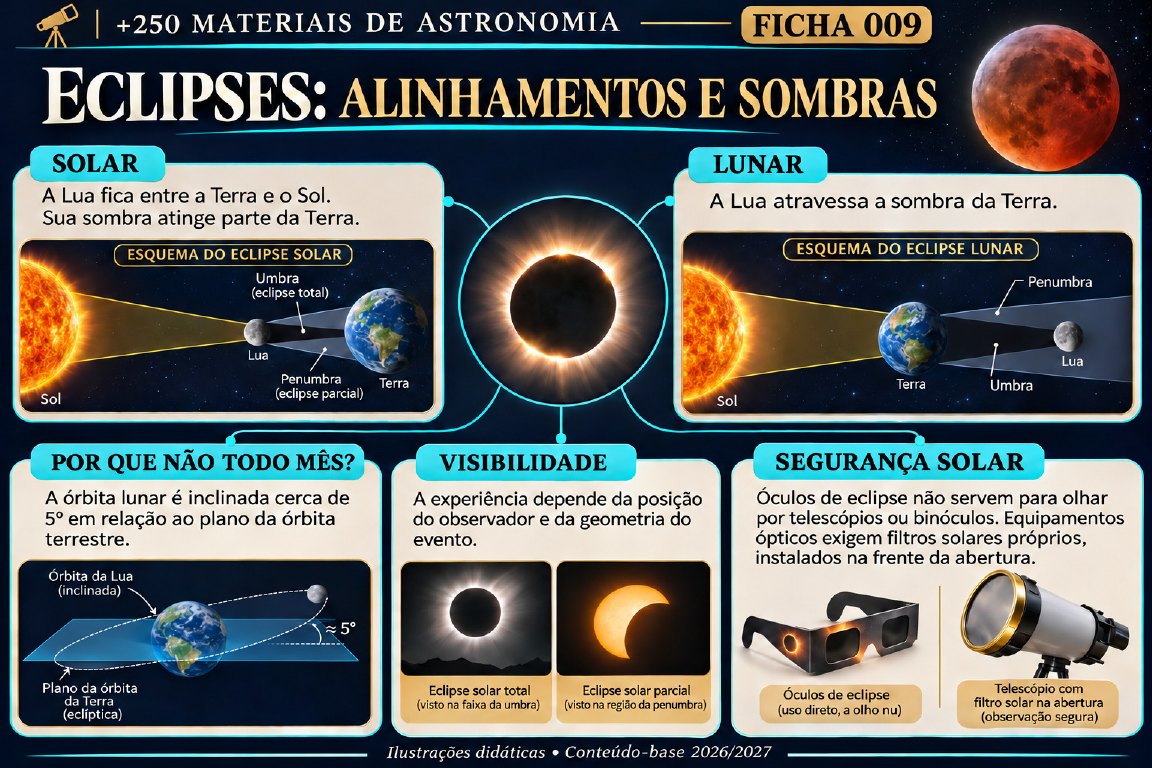 +250 MATERIAIS DE ASTRONOMIA
FICHA 009
ECLIPSES: ALINHAMENTOS E SOMBRAS
SOLAR
A Lua fica entre a Terra e o Sol.
Sua sombra atinge parte da Terra.
ESQUEMA DO ECLIPSE SOLAR
Umbra
(eclipse total)
Lua
Penumbra
(eclipse parcial)
Terra
Sol
LUNAR
A Lua atravessa a sombra da Terra.
ESQUEMA DO ECLIPSE LUNAR
Penumbra
Lua
Terra
Umbra
Sol
POR QUE NÃO TODO MÊS?
A órbita lunar é inclinada cerca de
5° em relação ao plano da órbita
terrestre.
Órbita da Lua
(inclinada)
≈ 5°
Plano da órbita
da Terra
(eclíptica)
VISIBILIDADE
A experiência depende da posição
do observador e da geometria do
evento.
Eclipse solar total
(visto na faixa da umbra)
Eclipse solar parcial
(visto na região da penumbra)
SEGURANÇA SOLAR
Óculos de eclipse não servem para olhar
por telescópios ou binóculos. Equipamentos
ópticos exigem filtros solares próprios,
instalados na frente da abertura.
Óculos de eclipse
(uso direto, a olho nu)
Telescópio com
filtro solar na abertura
(observação segura)
Ilustrações didáticas • Conteúdo-base 2026/2027